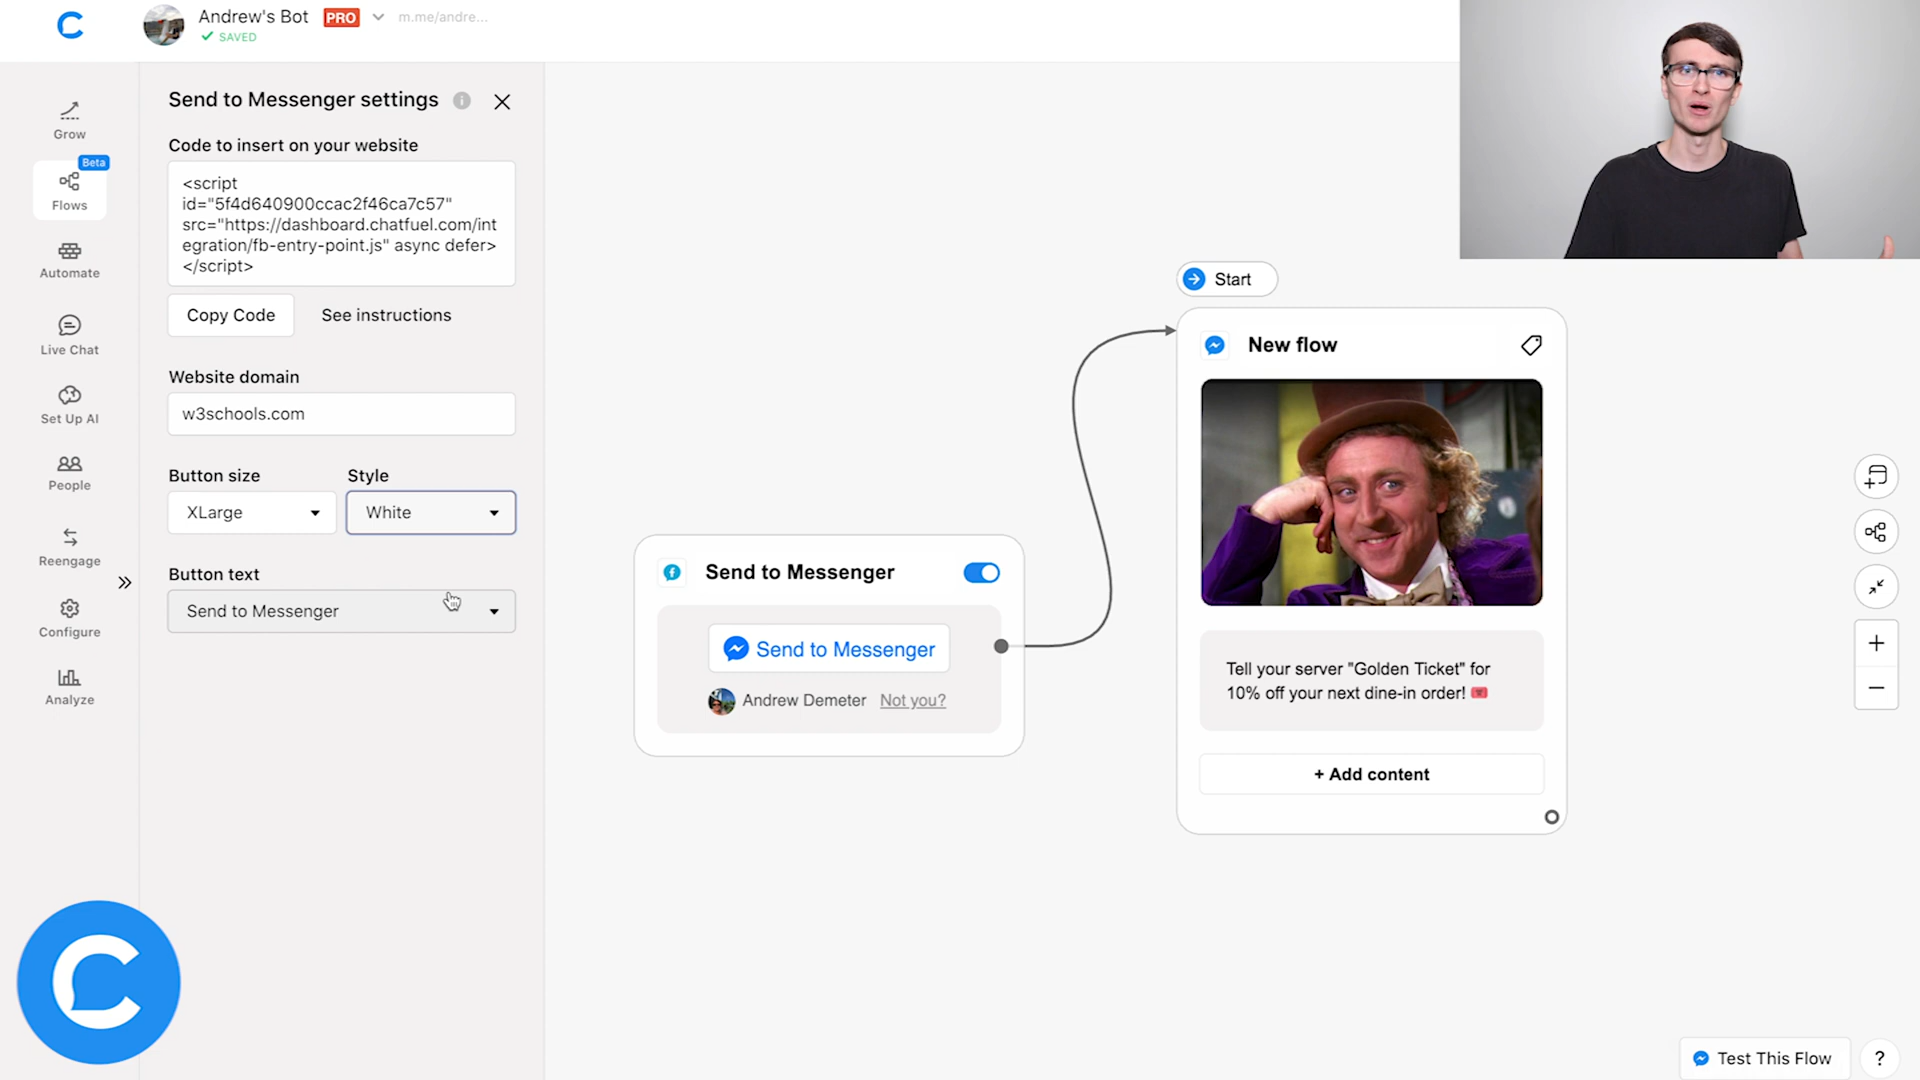 Andrew's Bot PRO m.me/andre...
SAVED
Grow
Beta
Flows
Automate
Live Chat
Set Up AI
People
Reengage
Configure
Analyze
Send to Messenger settings
Code to insert on your website
<script
id="5f4d640900ccac2f46ca7c57"
src="https://dashboard.chatfuel.com/int
egration/fb-entry-point.js" async defer>
</script>
Copy Code See instructions
Website domain
w3schools.com
Button size Style
XLarge White
Button text
Send to Messenger
Send to Messenger
Send to Messenger
Andrew Demeter Not you?
Start
New flow
Tell your server "Golden Ticket" for
10% off your next dine-in order!
+ Add content
Test This Flow ?